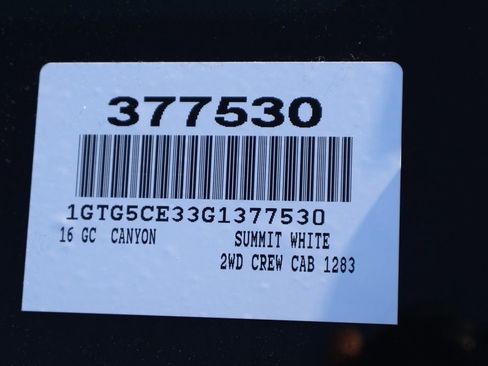 377530
1GTG5CE33G1377530
16 GC CANYON SUMMIT WHITE
2WD CREW CAB 1283